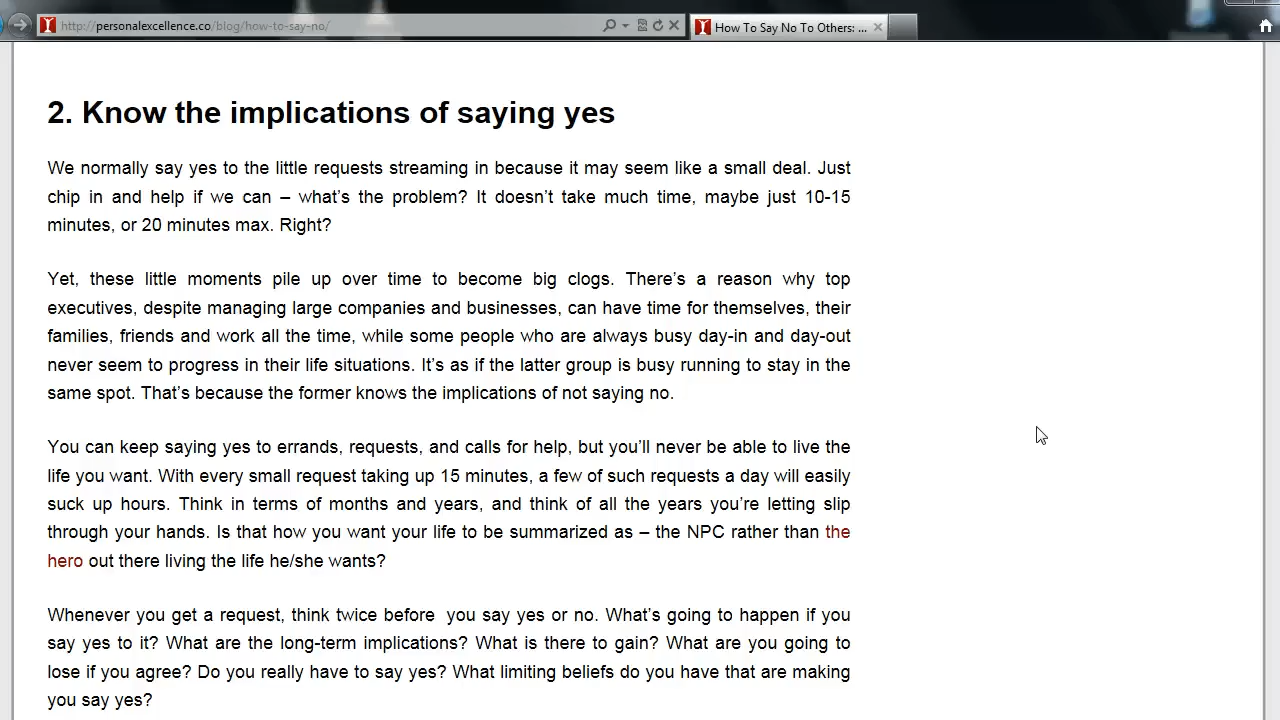 http://personalexcellence.co/blog/how-to-say-no/
How To Say No To Others: ...
2. Know the implications of saying yes
We normally say yes to the little requests streaming in because it may seem like a small deal. Just
chip in and help if we can – what’s the problem? It doesn’t take much time, maybe just 10-15
minutes, or 20 minutes max. Right?
Yet, these little moments pile up over time to become big clogs. There’s a reason why top
executives, despite managing large companies and businesses, can have time for themselves, their
families, friends and work all the time, while some people who are always busy day-in and day-out
never seem to progress in their life situations. It’s as if the latter group is busy running to stay in the
same spot. That’s because the former knows the implications of not saying no.
You can keep saying yes to errands, requests, and calls for help, but you’ll never be able to live the
life you want. With every small request taking up 15 minutes, a few of such requests a day will easily
suck up hours. Think in terms of months and years, and think of all the years you’re letting slip
through your hands. Is that how you want your life to be summarized as – the NPC rather than the
hero out there living the life he/she wants?
Whenever you get a request, think twice before  you say yes or no. What’s going to happen if you
say yes to it? What are the long-term implications? What is there to gain? What are you going to
lose if you agree? Do you really have to say yes? What limiting beliefs do you have that are making
you say yes?